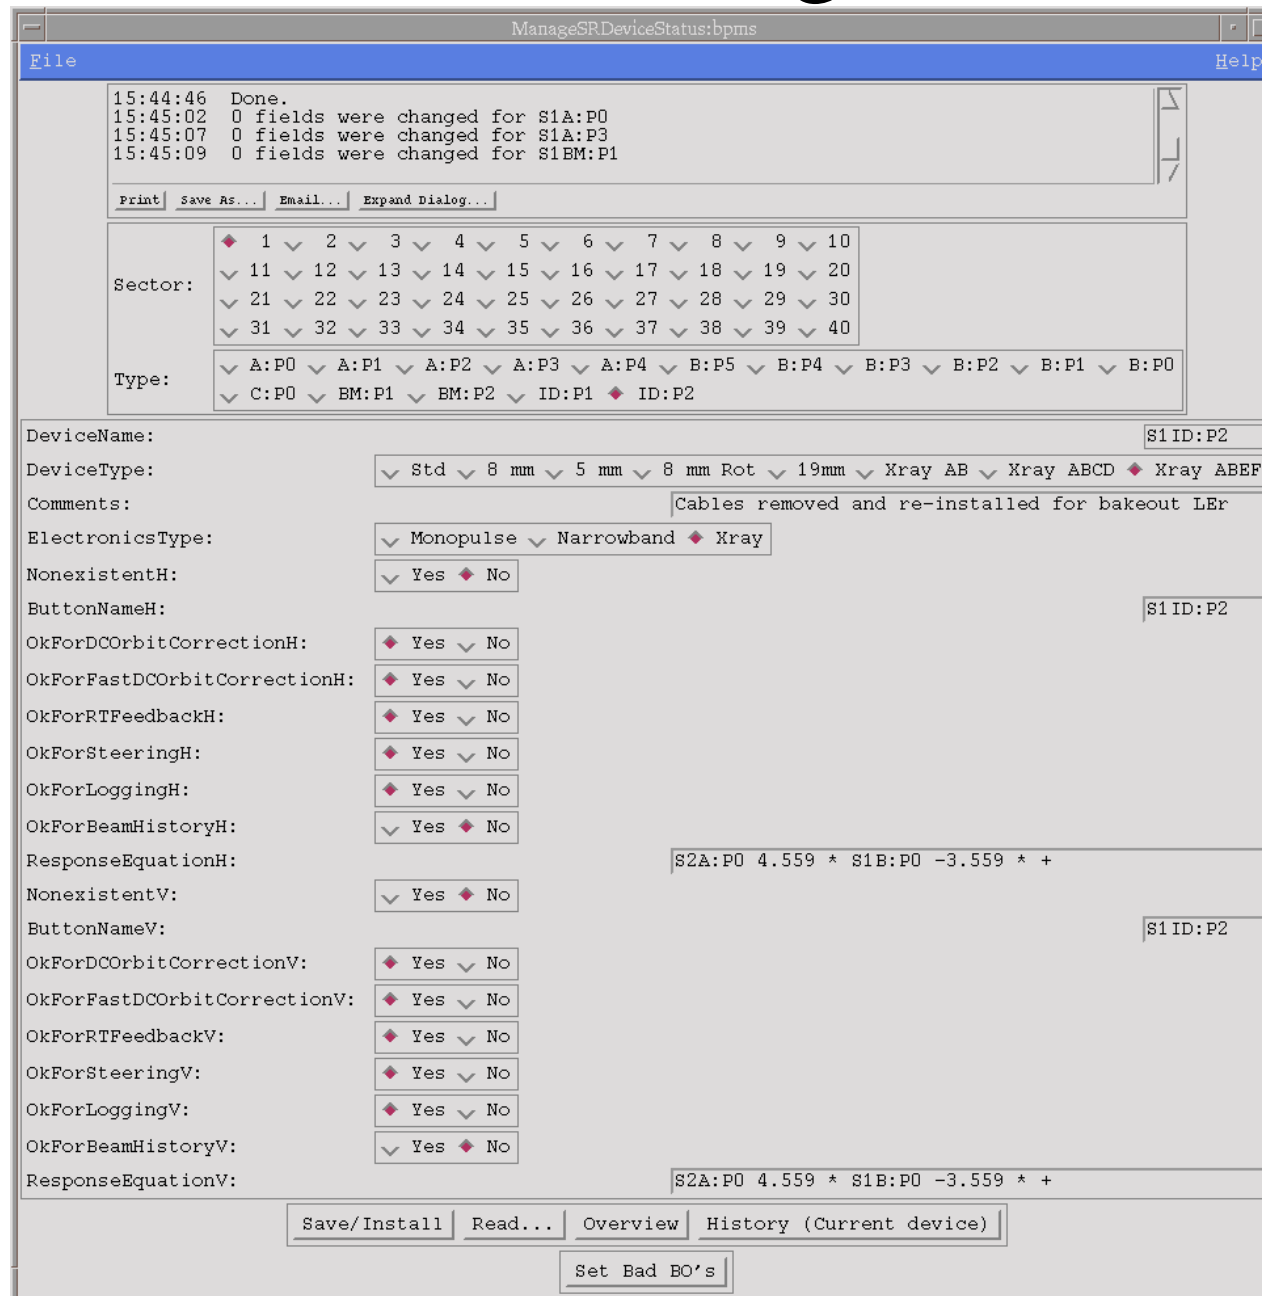 ManageSRDeviceStatus:bpms
File Help
15:44:46 Done.
15:45:02 0 fields were changed for S1A:P0
15:45:07 0 fields were changed for S1A:P3
15:45:09 0 fields were changed for S1BM:P1
Print Save As... Email... Expand Dialog...
Sector:
1 2 3 4 5 6 7 8 9 10
11 12 13 14 15 16 17 18 19 20
21 22 23 24 25 26 27 28 29 30
31 32 33 34 35 36 37 38 39 40
Type:
A:P0 A:P1 A:P2 A:P3 A:P4 B:P5 B:P4 B:P3 B:P2 B:P1 B:P0
C:P0 BM:P1 BM:P2 ID:P1 ID:P2
DeviceName: S1ID:P2
DeviceType: Std 8 mm 5 mm 8 mm Rot 19mm Xray AB Xray ABCD Xray ABEF
Comments: Cables removed and re-installed for bakeout LEr
ElectronicsType: Monopulse Narrowband Xray
NonexistentH: Yes No
ButtonNameH: S1ID:P2
OkForDCOrbitCorrectionH: Yes No
OkForFastDCOrbitCorrectionH: Yes No
OkForRTFeedbackH: Yes No
OkForSteeringH: Yes No
OkForLoggingH: Yes No
OkForBeamHistoryH: Yes No
ResponseEquationH: S2A:P0 4.559 * S1B:P0 -3.559 * +
NonexistentV: Yes No
ButtonNameV: S1ID:P2
OkForDCOrbitCorrectionV: Yes No
OkForFastDCOrbitCorrectionV: Yes No
OkForRTFeedbackV: Yes No
OkForSteeringV: Yes No
OkForLoggingV: Yes No
OkForBeamHistoryV: Yes No
ResponseEquationV: S2A:P0 4.559 * S1B:P0 -3.559 * +
Save/Install Read... Overview History (Current device)
Set Bad BO's